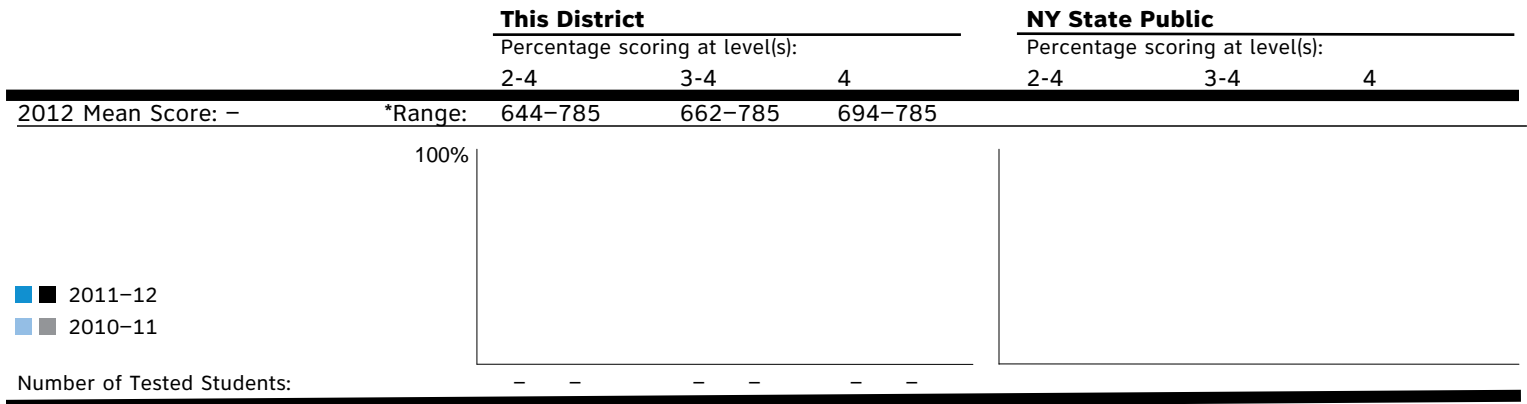 This District NY State Public
Percentage scoring at level(s): Percentage scoring at level(s):
2-4 3-4 4 2-4 3-4 4
2012 Mean Score: – *Range: 644–785 662–785 694–785
100%
2011–12
2010–11
Number of Tested Students: – – – – – –